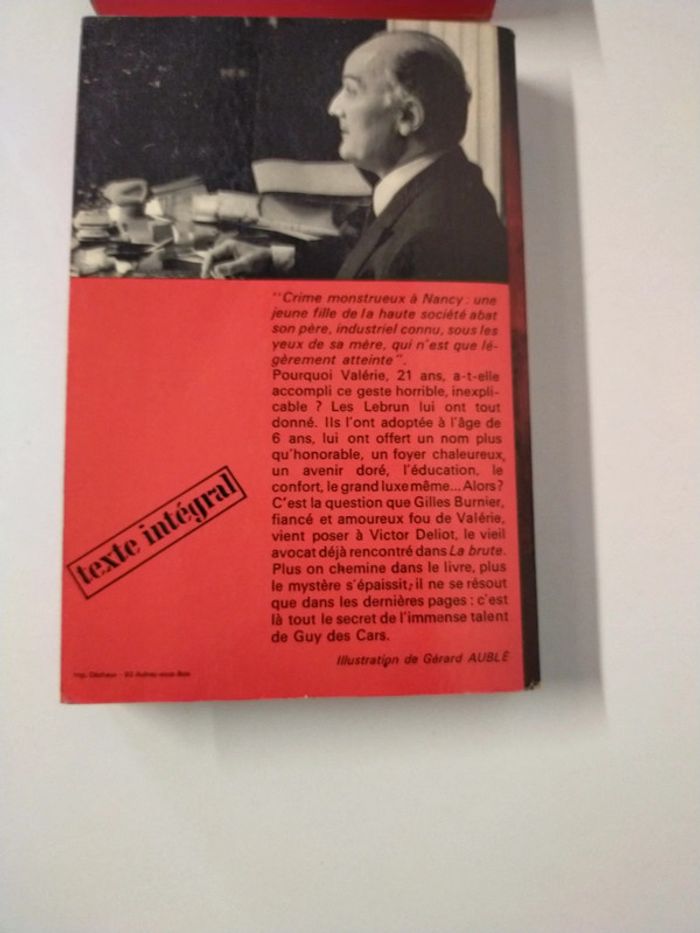 "Crime monstrueux à Nancy : une
jeune fille de la haute société abat
son père, industriel connu, sous les
yeux de sa mère, qui n'est que lé-
gèrement atteinte".
Pourquoi Valérie, 21 ans, a-t-elle
accompli ce geste horrible, inexpli-
cable ? Les Lebrun lui ont tout
donné. Ils l'ont adoptée à l'âge de
6 ans, lui ont offert un nom plus
qu'honorable, un foyer chaleureux,
un avenir doré, l'éducation, le
confort, le grand luxe même... Alors ?
C'est la question que Gilles Burnier,
fiancé et amoureux fou de Valérie,
vient poser à Victor Deliot, le vieil
avocat déjà rencontré dans La brute.
Plus on chemine dans le livre, plus
le mystère s'épaissit; il ne se résout
que dans les dernières pages : c'est
là tout le secret de l'immense talent
de Guy des Cars.
Illustration de Gérard AUBLÉ
texte intégral
Imp.